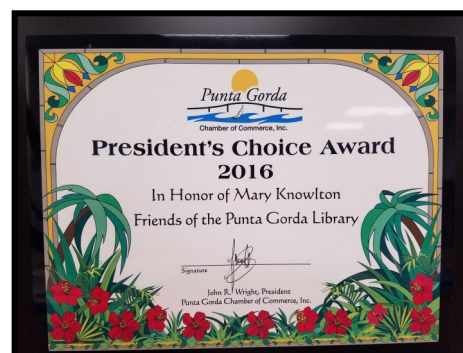 Punta Gorda
Chamber of Commerce, Inc.
President's Choice Award
2016
In Honor of Mary Knowlton
Friends of the Punta Gorda Library
Signature
John R. Wright, President
Punta Gorda Chamber of Commerce, Inc.